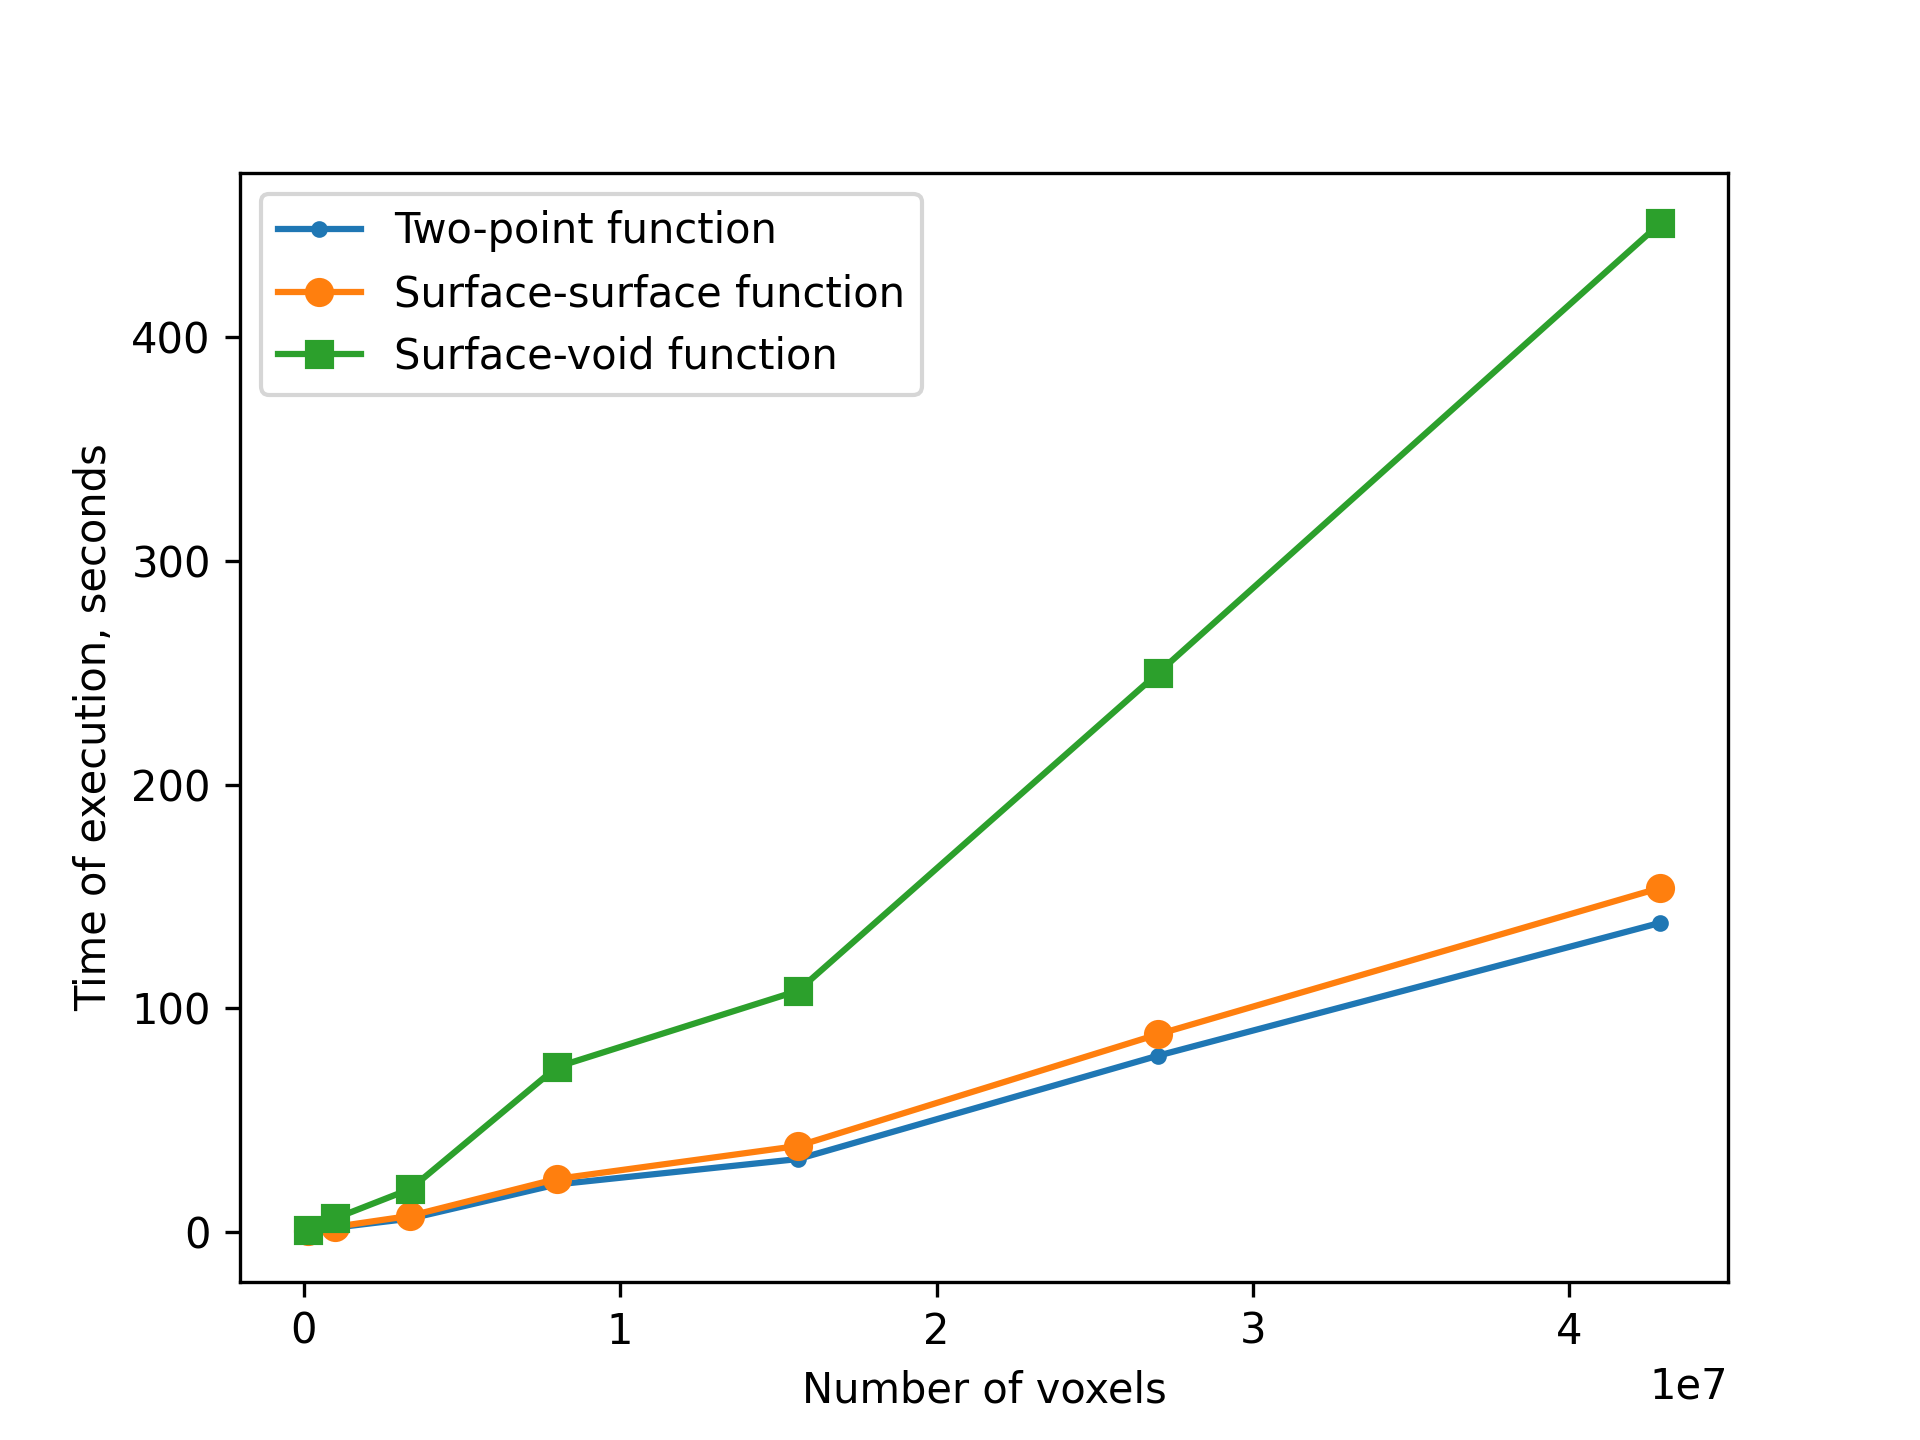 Two-point function
Surface-surface function
Surface-void function
400
300
200
100
0
Time of execution, seconds
0 1 2 3 4
1e7
Number of voxels